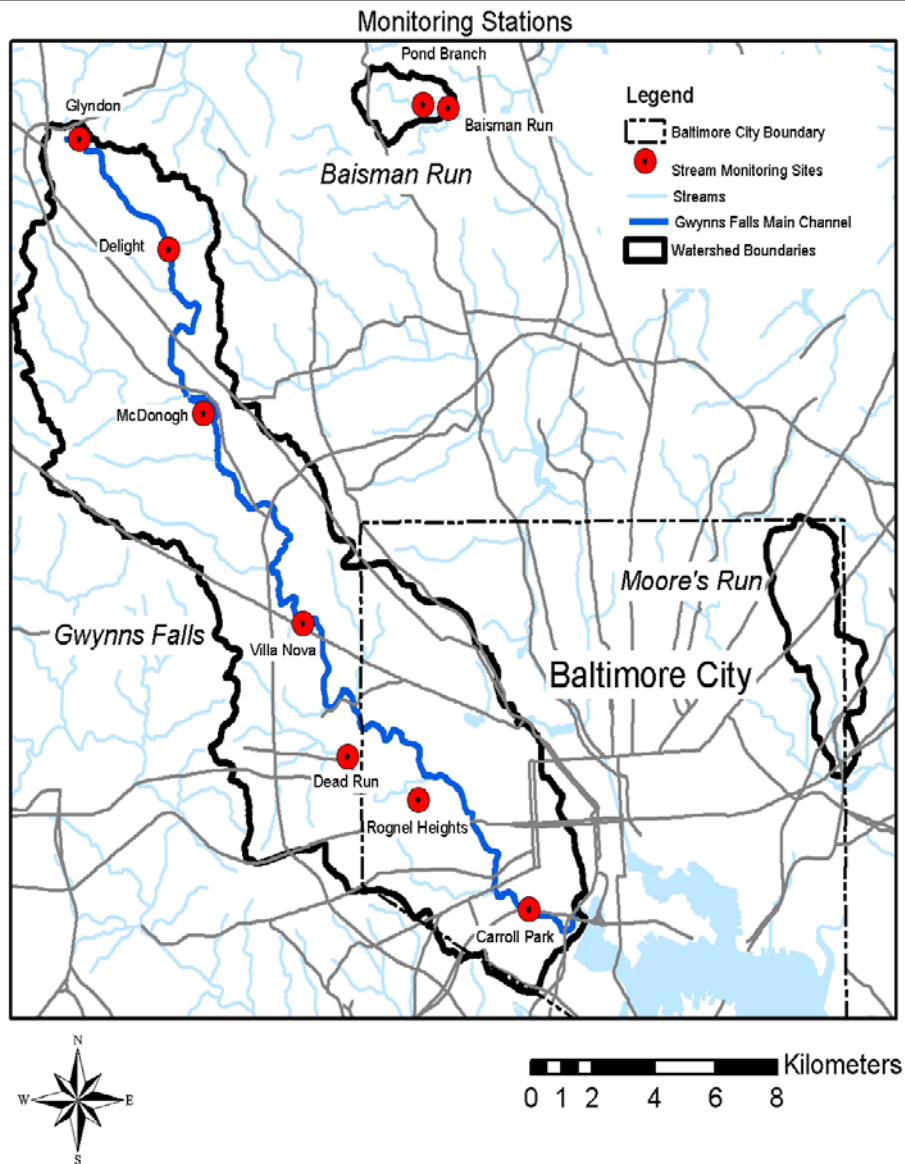 Monitoring Stations
Pond Branch
Glyndon
Baisman Run
Baisman Run
Legend
Baltimore City Boundary
Stream Monitoring Sites
Streams
Gwynns Falls Main Channel
Watershed Boundaries
Delight
McDonogh
Moore's Run
Gwynns Falls
Villa Nova
Baltimore City
Dead Run
Rognel Heights
Carroll Park
N
W
E
S
Kilometers
0 1 2 4 6 8